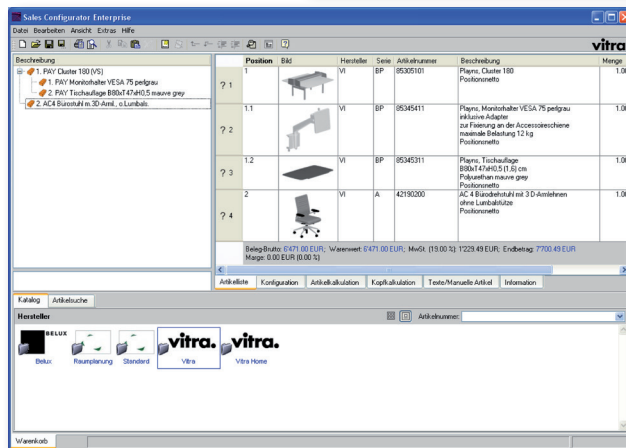 Sales Configurator Enterprise
Datei Bearbeiten Ansicht Extras Hilfe
vitra.
Beschreibung
1. PAY Cluster 180 (VS)
1. PAY Monitorhalter VESA 75 perlgrau
2. PAY Tischauflage B80xT47xH0,5 mauve grey
2. AC4 Bürostuhl m.3D-Arml., o.Lumbals.
Position Bild Hersteller Serie Artikelnummer Beschreibung Menge
? 1 1 VI BP 85305101 Playns, Cluster 180 1.00
Positionsnetto
? 2 1.1 VI BP 85345411 Playns, Monitorhalter VESA 75 perlgrau 1.00
inklusive Adapter
zur Fixierung an der Accessoireschiene
maximale Belastung 12 kg
Positionsnetto
? 3 1.2 VI BP 85345311 Playns, Tischauflage 1.00
B80xT47xH0,5 (1,6) cm
Polyurethan mauve grey
Positionsnetto
? 4 2 VI A 42190200 AC 4 Bürodrehstuhl mit 3 D-Armlehnen 1.00
ohne Lumbalstütze
Positionsnetto
Beleg-Brutto: 6'471.00 EUR; Warenwert: 6'471.00 EUR; MwSt. (19.00 %): 1'229.49 EUR; Endbetrag: 7'700.49 EUR
Marge: 0.00 EUR (0.00 %)
Artikelliste Konfiguration Artikelkalkulation Kopfkalkulation Texte/Manuelle Artikel Information
Katalog Artikelsuche
Hersteller Artikelnummer:
BELUX vitra. vitra.
Belux Raumplanung Standard Vitra Vitra Home
Warenkorb